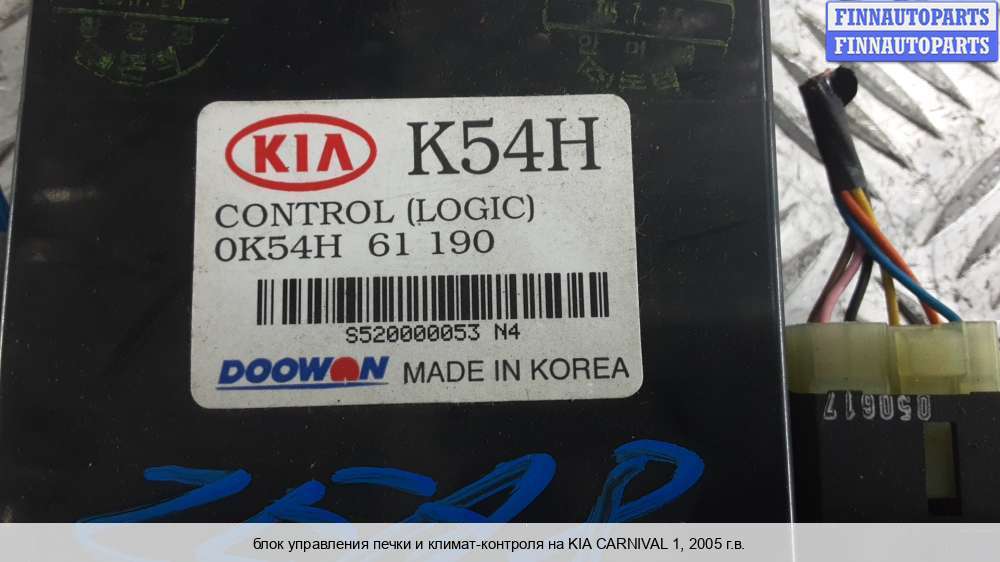 FINNAUTOPARTS
FINNAUTOPARTS
KIA K54H
CONTROL (LOGIC)
0K54H 61 190
S520000053 N4
DOOWON MADE IN KOREA
050617
блок управления печки и климат-контроля на KIA CARNIVAL 1, 2005 г.в.